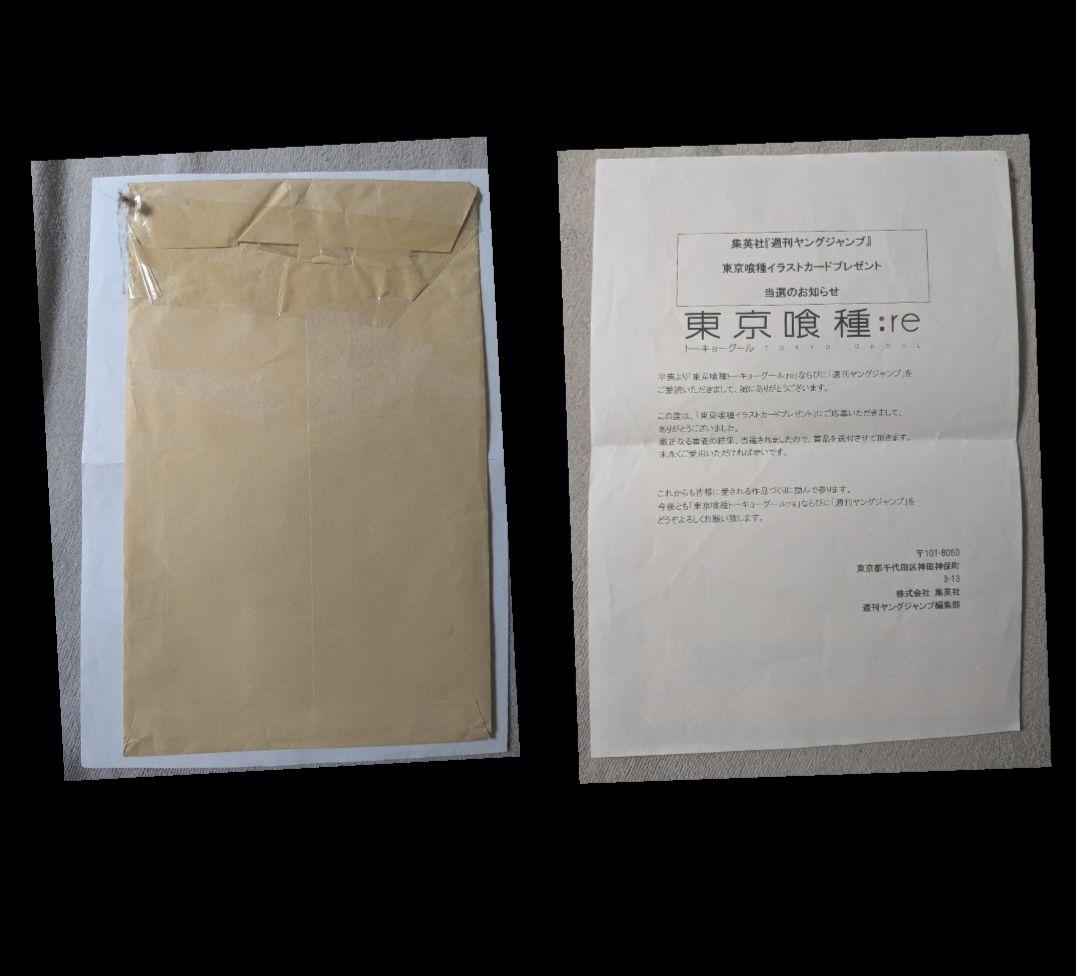 集英社『週刊ヤングジャンプ』
東京喰種イラストカードプレゼント
当選のお知らせ
東京喰種:re
トーキョーグール TOKYO GHOUL
平素より「東京喰種トーキョーグール:re」ならびに「週刊ヤングジャンプ」を
ご愛読いただきまして、誠にありがとうございます。
この度は、「東京喰種イラストカードプレゼント」にご応募いただきまして、
ありがとうございました。
厳正なる審査の結果、当選されましたので、賞品を送付させて頂きます。
末永くご愛用いただければ幸いです。
これからも皆様に愛される作品づくりに励んで参ります。
今後とも「東京喰種トーキョーグール:re」ならびに「週刊ヤングジャンプ」を
どうぞよろしくお願い致します。
〒101-8050
東京都千代田区神田神保町
3-13
株式会社 集英社
週刊ヤングジャンプ編集部